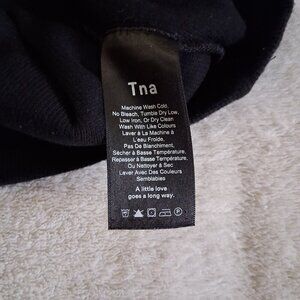 Tna
Machine Wash Cold,
No Bleach, Tumble Dry Low,
Low Iron, Or Dry Clean
Wash With Like Colours
Laver à La Machine à
L'eau Froide,
Pas De Blanchiment,
Sécher à Basse Température,
Repasser à Basse Température,
Ou Nettoyer à Sec
Laver Avec Des Couleurs
Semblables
A little love
goes a long way.